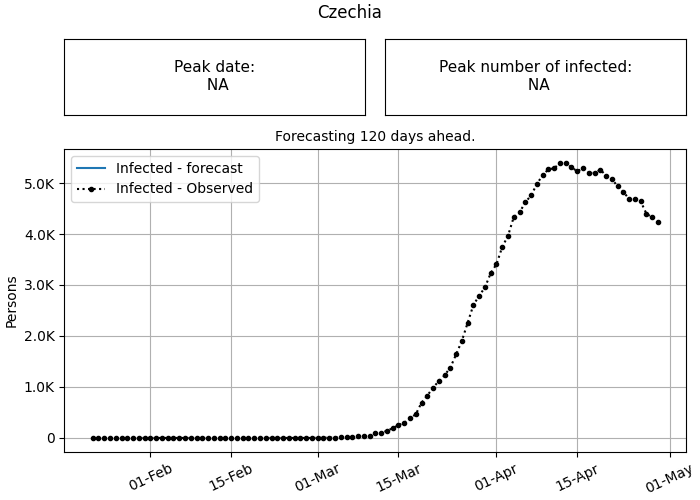 Czechia
Peak date:
NA
Peak number of infected:
NA
Forecasting 120 days ahead.
Infected - forecast
Infected - Observed
Persons
5.0K
4.0K
3.0K
2.0K
1.0K
0
01-Feb
15-Feb
01-Mar
15-Mar
01-Apr
15-Apr
01-May